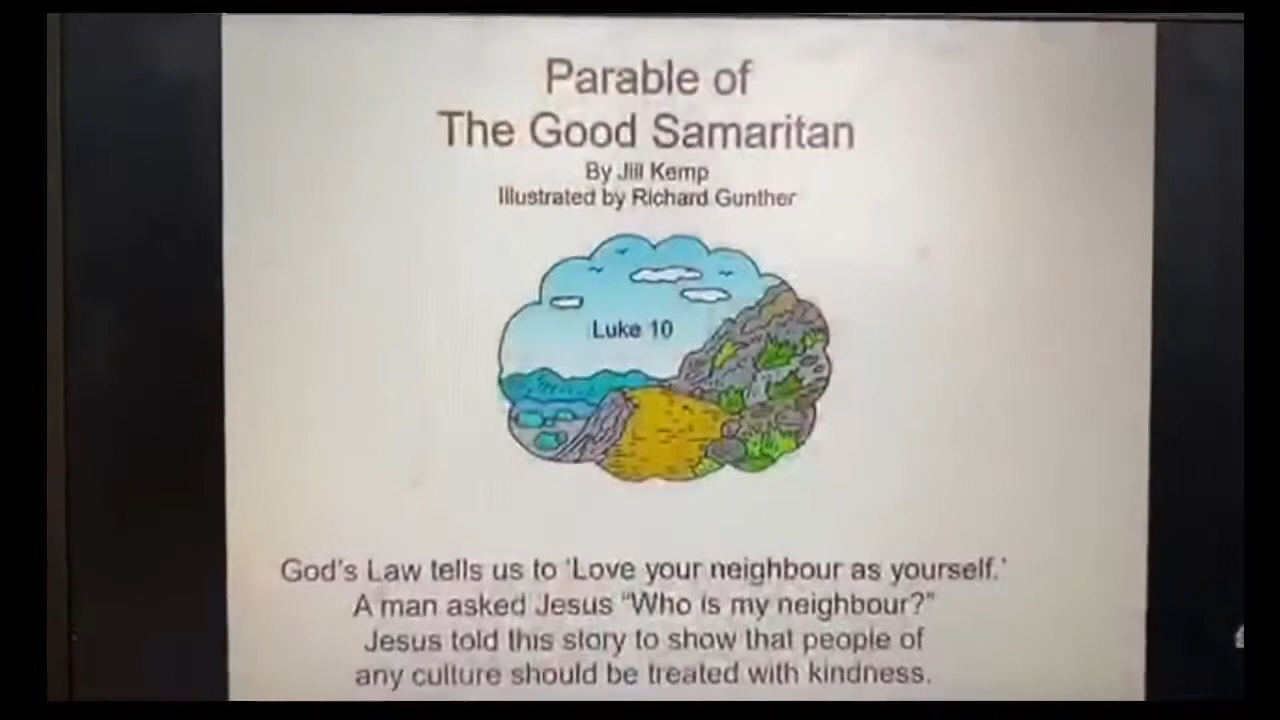 Parable of
The Good Samaritan
By Jill Kemp
Illustrated by Richard Gunther
Luke 10
God's Law tells us to 'Love your neighbour as yourself.'
A man asked Jesus "Who is my neighbour?"
Jesus told this story to show that people of
any culture should be treated with kindness.